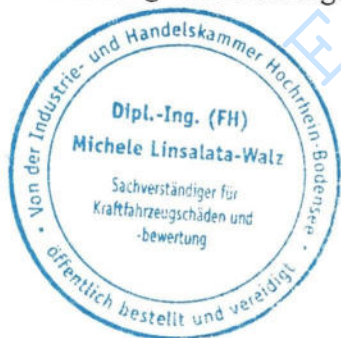 Von der Industrie- und Handelskammer Hochrhein-Bodensee
Dipl.-Ing. (FH)
Michele Linsalata-Walz
Sachverständiger für
Kraftfahrzeugschäden und
-bewertung
öffentlich bestellt und vereidigt